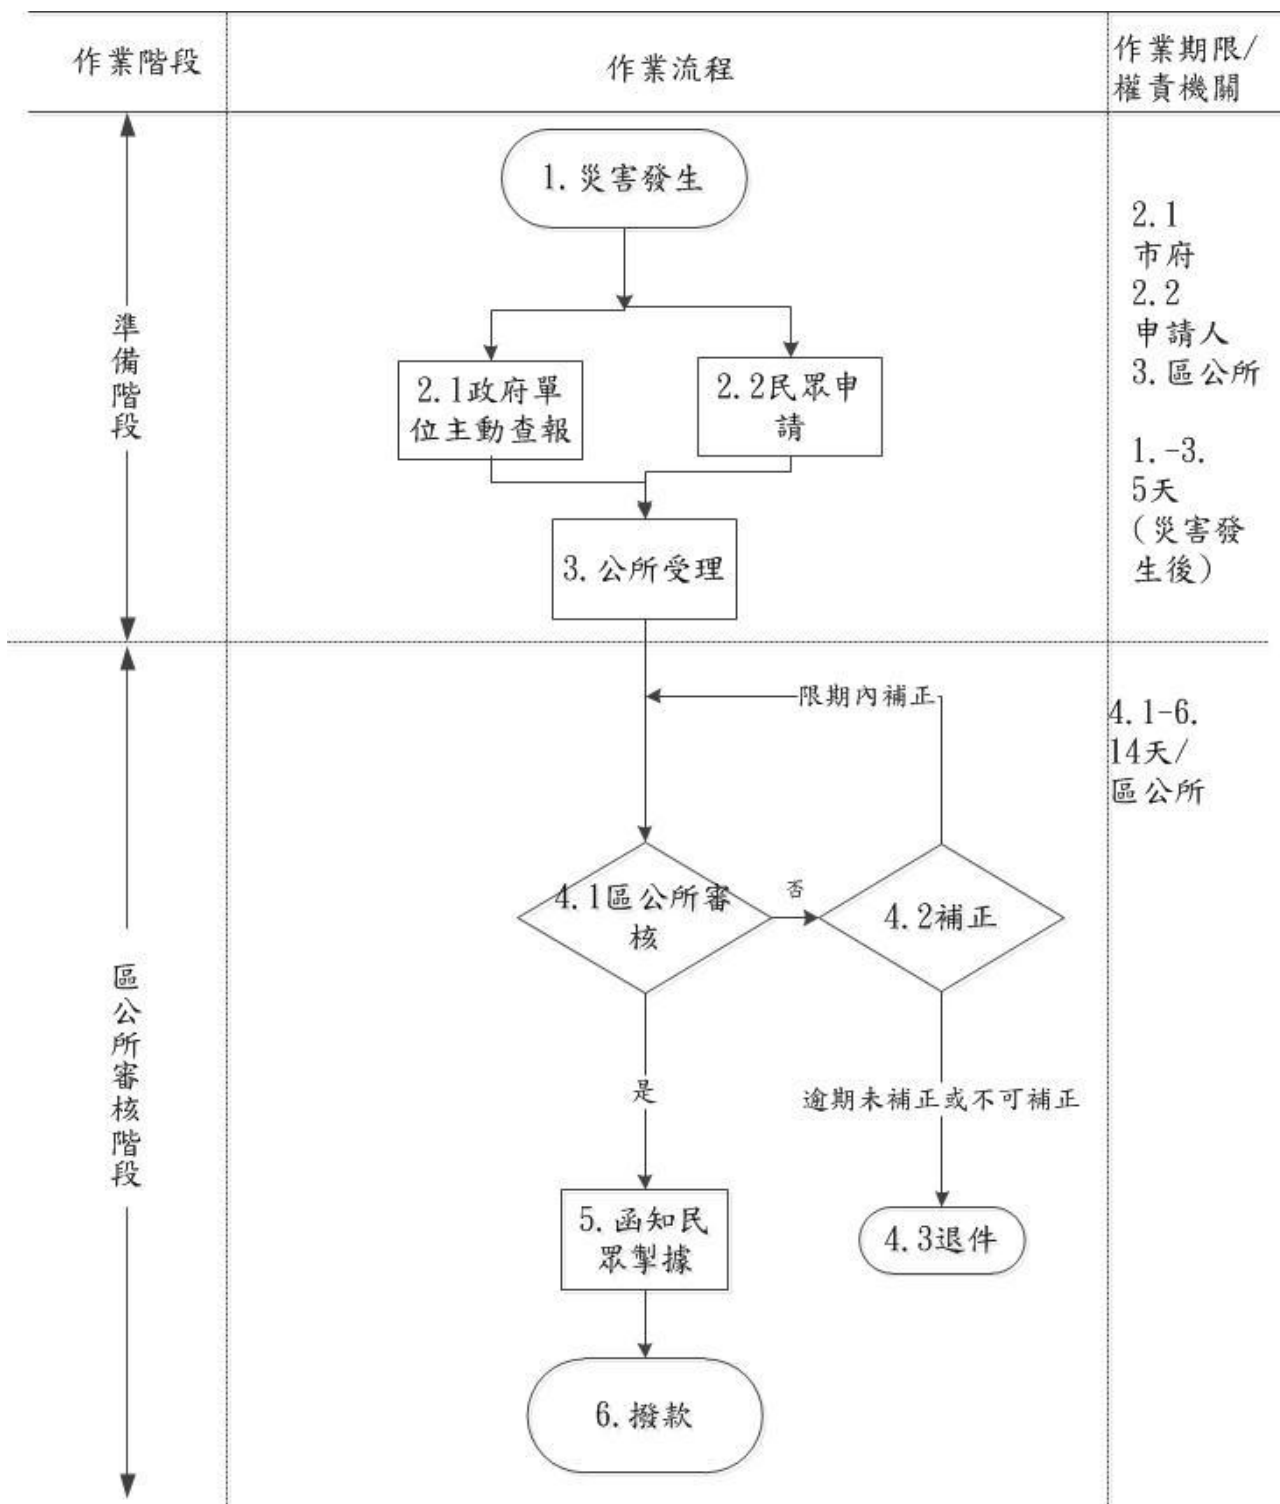 作業階段
作業流程
作業期限/
權責機關
準備階段
1.災害發生
2.1政府單
位主動查報
2.2民眾申
請
3.公所受理
2.1
市府
2.2
申請人
3.區公所
1.-3.
5天
(災害發
生後)
區公所審核階段
限期內補正
4.1區公所審
核
否
4.2補正
是
逾期未補正或不可補正
5.函知民
眾掣據
4.3退件
6.撥款
4.1-6.
14天/
區公所